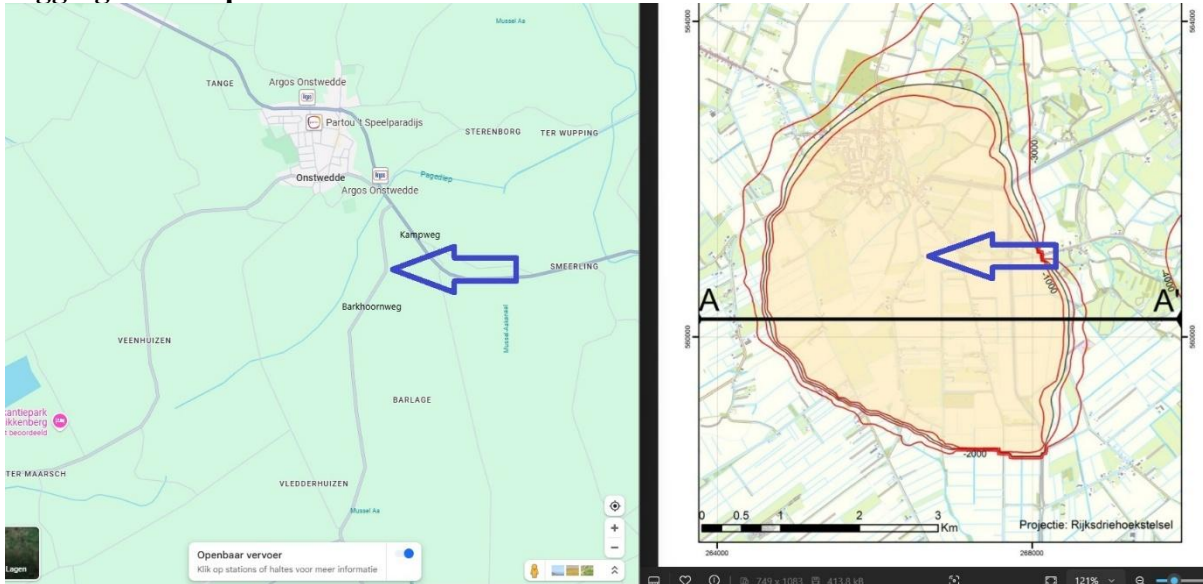 Mussel Aa
TANGE
Argos Onstwedde
Partou 't Speelparadijs
STERENBORG
TER WUPPING
Onstwedde
Pagediep
Argos Onstwedde
Kampweg
SMEERLING
Barkhoornweg
VEENHUIZEN
BARLAGE
TER MAARSCH
VLEDDERHUIZEN
Mussel Aa
Lagen
Openbaar vervoer
Klik op stations of haltes voor meer informatie
564000
564000
-3000
-1000
-4000
A
A'
560000
560000
-2000
0 0.5 1 2 3
Km
Projectie: Rijksdriehoekstelsel
264000
268000
749 x 1083
413.8 kB
121%